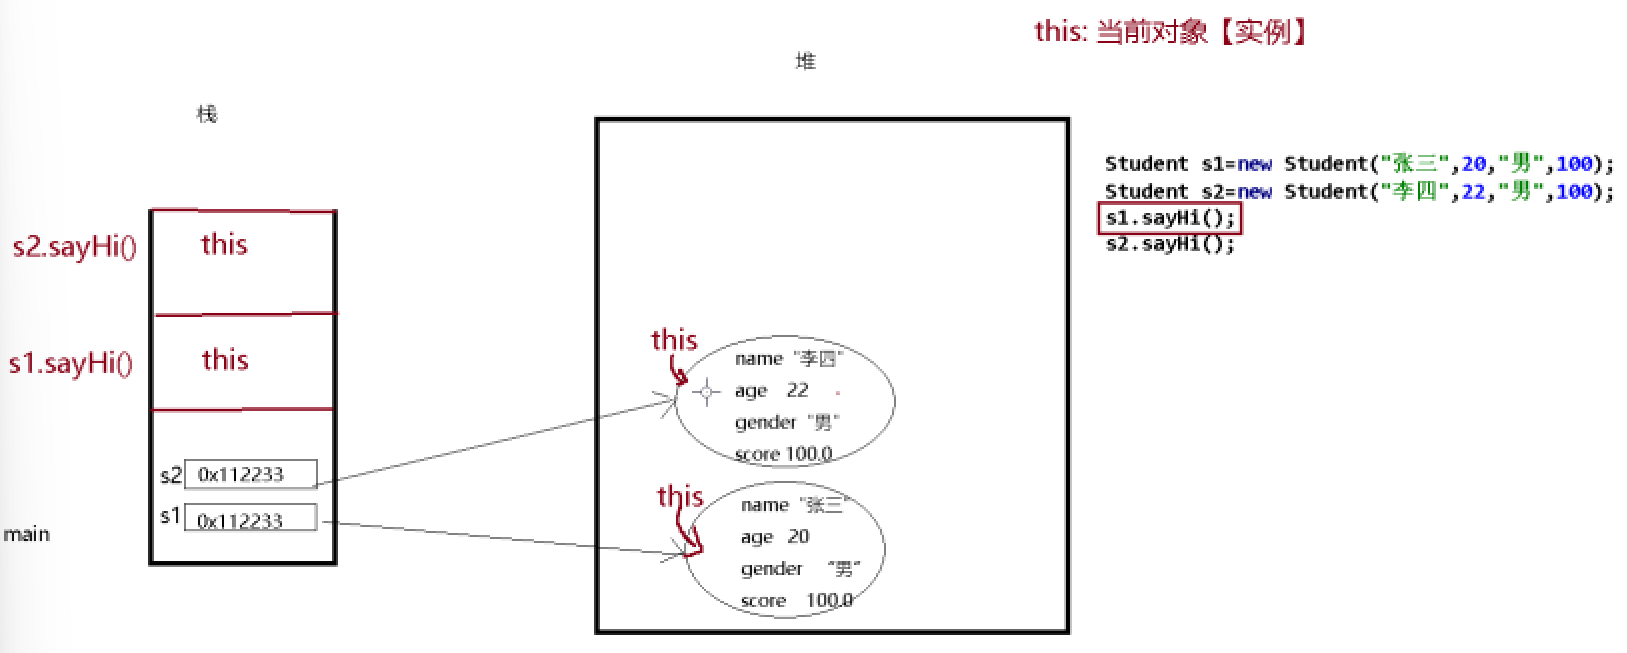 this: 当前对象【实例】
堆
栈
Student s1=new Student("张三",20,"男",100);
Student s2=new Student("李四",22,"男",100);
s1.sayHi();
s2.sayHi();
s2.sayHi()
this
s1.sayHi()
this
s2 0x112233
s1 0x112233
main
this
name "李四"
age 22
gender "男"
score 100.0
this
name "张三"
age 20
gender "男"
score 100.0